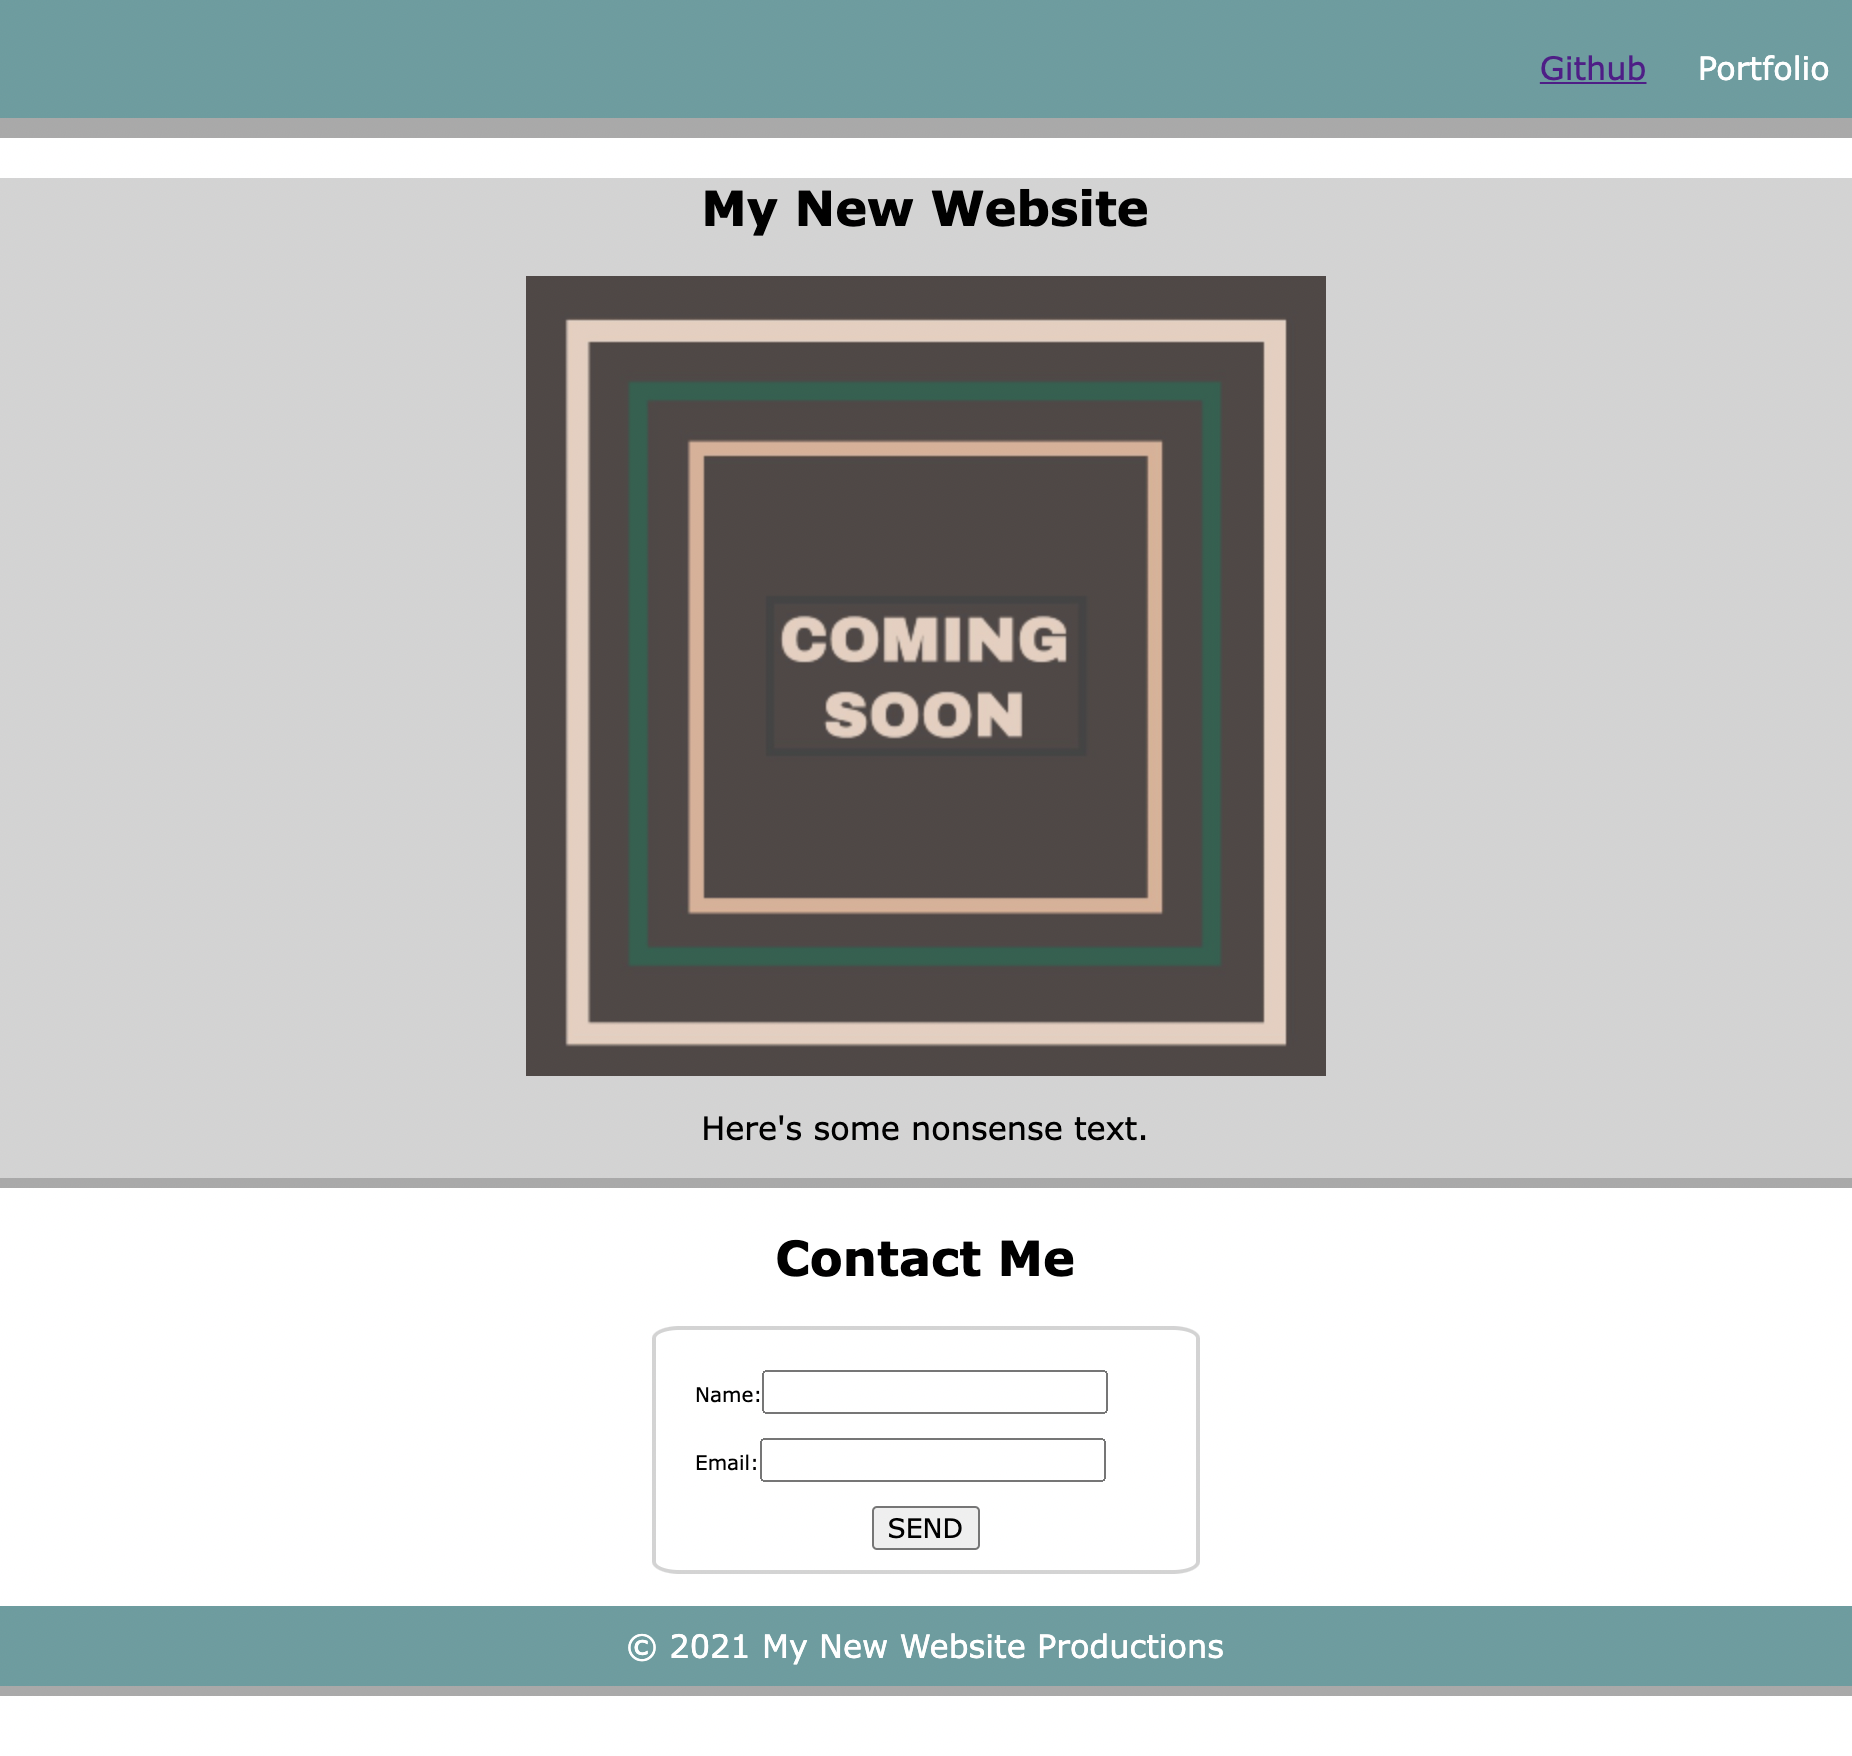 Github Portfolio
My New Website
COMING
SOON
Here's some nonsense text.
Contact Me
Name:
Email:
SEND
© 2021 My New Website Productions